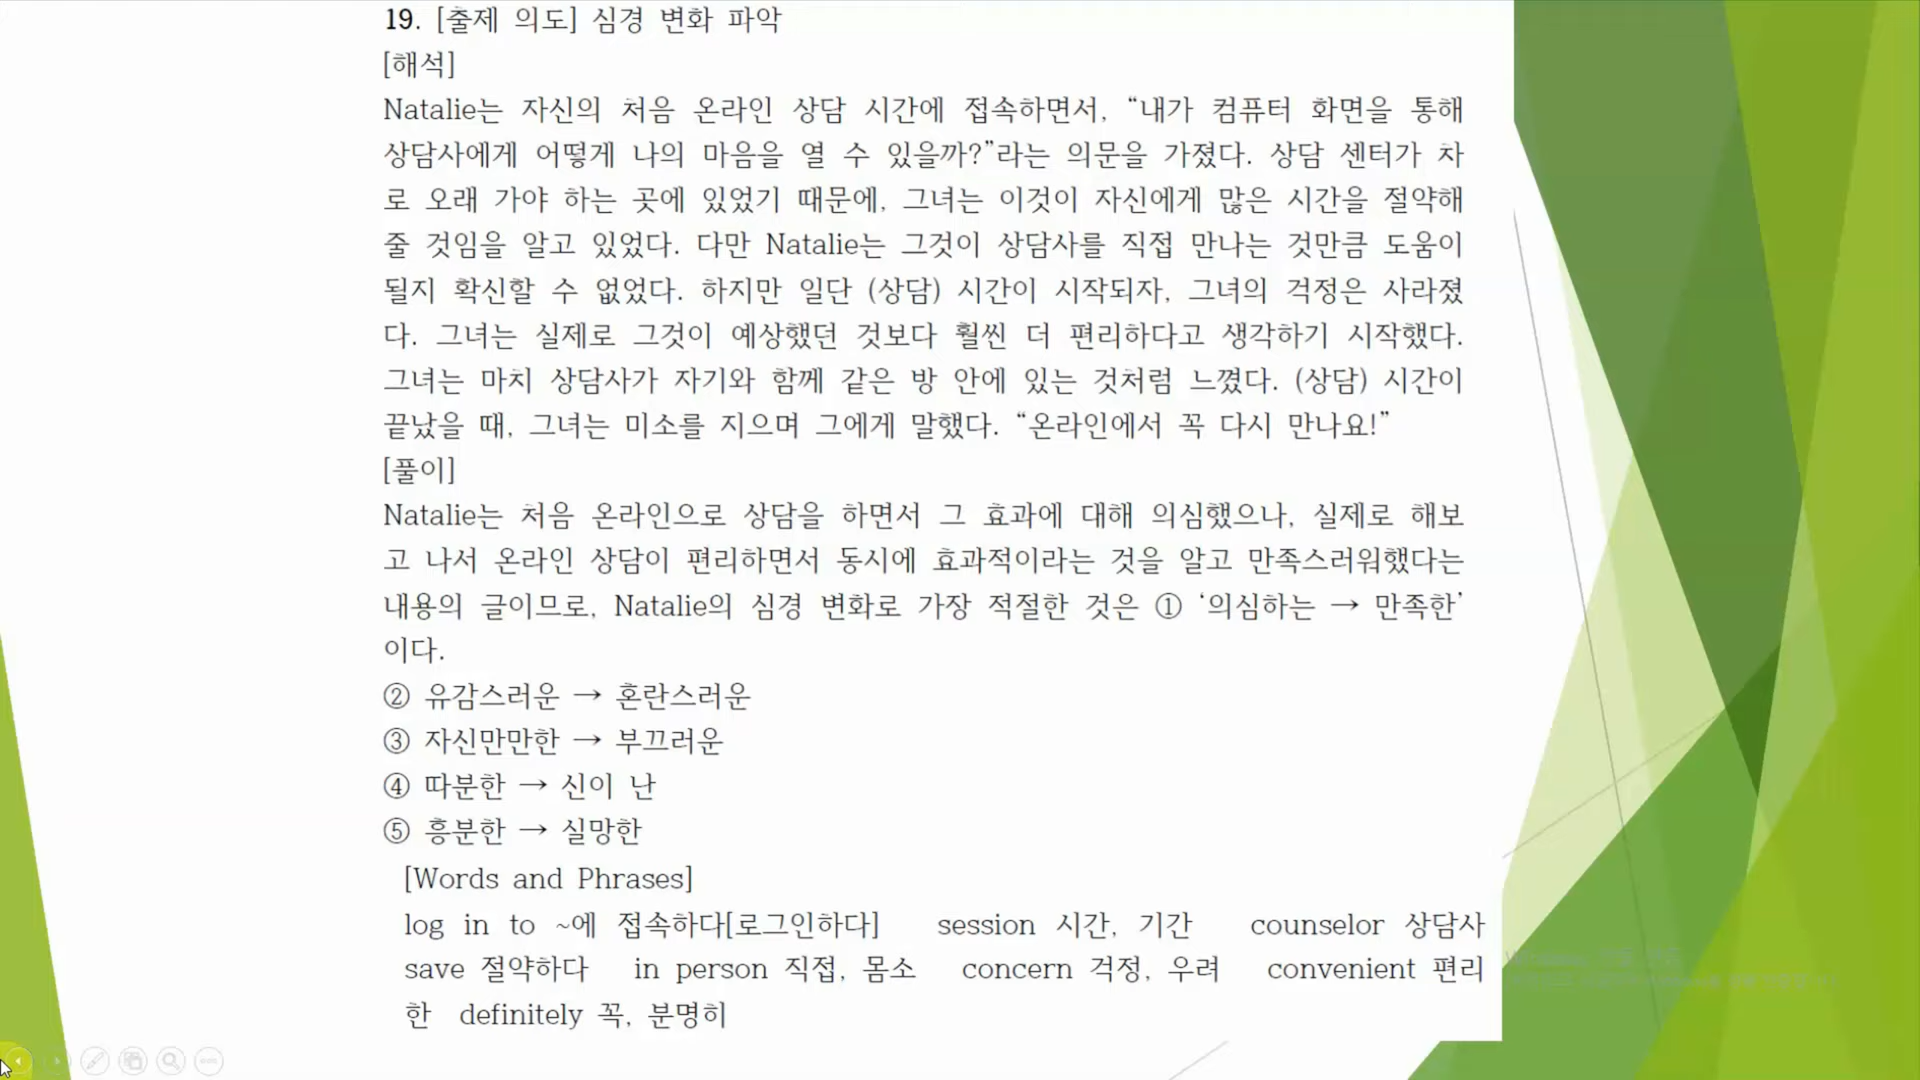 19. [출제 의도] 심경 변화 파악
[해석]
Natalie는 자신의 처음 온라인 상담 시간에 접속하면서, “내가 컴퓨터 화면을 통해
상담사에게 어떻게 나의 마음을 열 수 있을까?”라는 의문을 가졌다. 상담 센터가 차
로 오래 가야 하는 곳에 있었기 때문에, 그녀는 이것이 자신에게 많은 시간을 절약해
줄 것임을 알고 있었다. 다만 Natalie는 그것이 상담사를 직접 만나는 것만큼 도움이
될지 확신할 수 없었다. 하지만 일단 (상담) 시간이 시작되자, 그녀의 걱정은 사라졌
다. 그녀는 실제로 그것이 예상했던 것보다 훨씬 더 편리하다고 생각하기 시작했다.
그녀는 마치 상담사가 자기와 함께 같은 방 안에 있는 것처럼 느꼈다. (상담) 시간이
끝났을 때, 그녀는 미소를 지으며 그에게 말했다. “온라인에서 꼭 다시 만나요!”
[풀이]
Natalie는 처음 온라인으로 상담을 하면서 그 효과에 대해 의심했으나, 실제로 해보
고 나서 온라인 상담이 편리하면서 동시에 효과적이라는 것을 알고 만족스러워했다는
내용의 글이므로, Natalie의 심경 변화로 가장 적절한 것은 ① ‘의심하는 → 만족한’
이다.
② 유감스러운 → 혼란스러운
③ 자신만만한 → 부끄러운
④ 따분한 → 신이 난
⑤ 흥분한 → 실망한
[Words and Phrases]
log in to ~에 접속하다[로그인하다] session 시간, 기간 counselor 상담사
save 절약하다 in person 직접, 몸소 concern 걱정, 우려 convenient 편리
한 definitely 꼭, 분명히